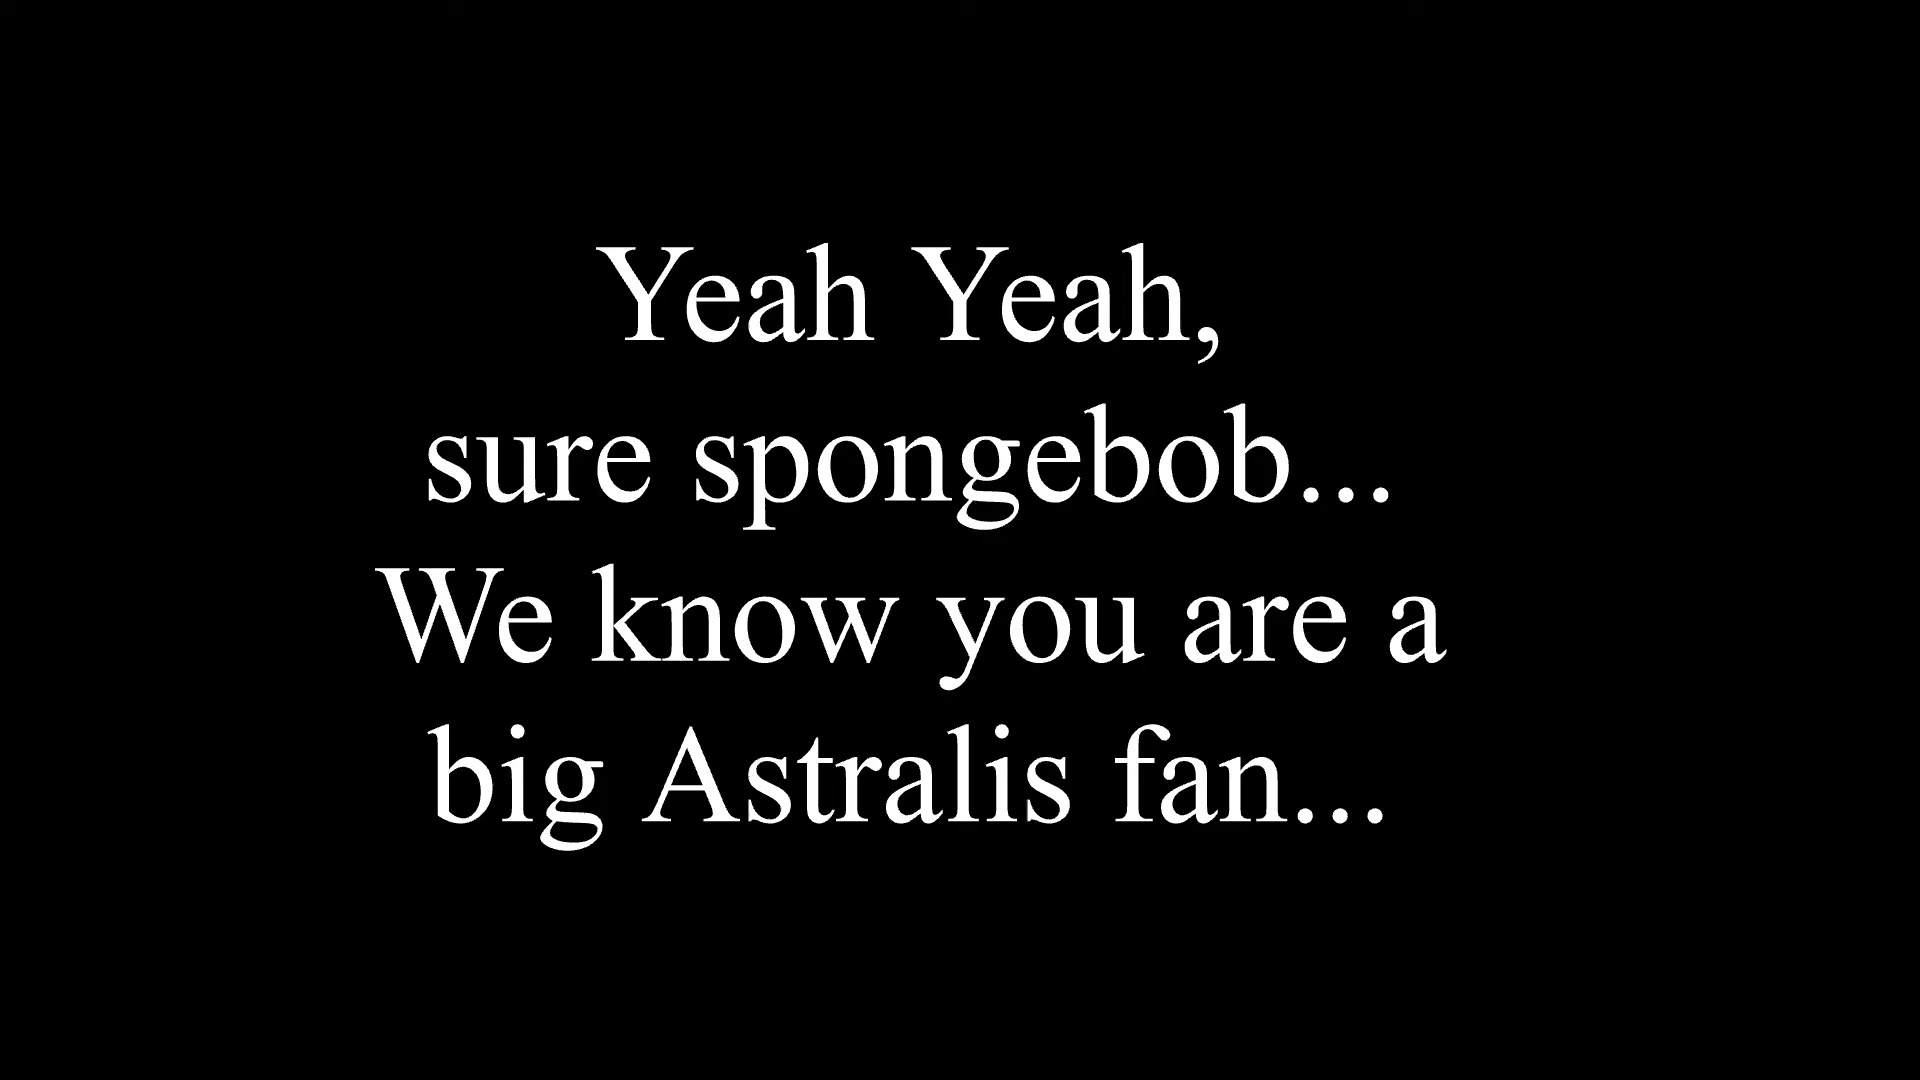 Yeah Yeah,
sure spongebob...
We know you are a
big Astralis fan...